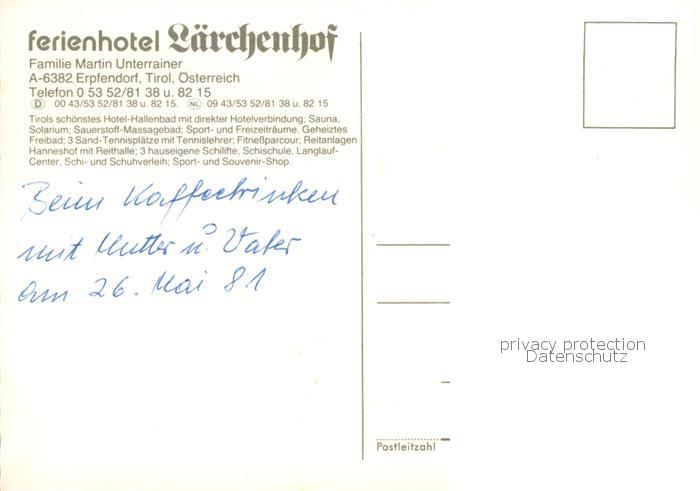 ferienhotel Lärchenhof
Familie Martin Unterrainer
A-6382 Erpfendorf, Tirol, Österreich
Telefon 0 53 52/81 38 u. 82 15
D 00 43/53 52/81 38 u. 82 15. NL 09 43/53 52/81 38 u. 82 15
Tirols schönstes Hotel-Hallenbad mit direkter Hotelverbindung; Sauna,
Solarium; Sauerstoff-Massagebad; Sport- und Freizeiträume. Geheiztes
Freibad; 3 Sand-Tennisplätze mit Tennislehrer; Fitneßparcour; Reitanlagen
Hanneshof mit Reithalle; 3 hauseigene Schilifte, Schischule, Langlauf-
Center, Schi- und Schuhverleih; Sport- und Souvenir-Shop.
Beim Kaffeetrinken
mit Mutter u. Vater
am 26. Mai 81
privacy protection
Datenschutz
Postleitzahl